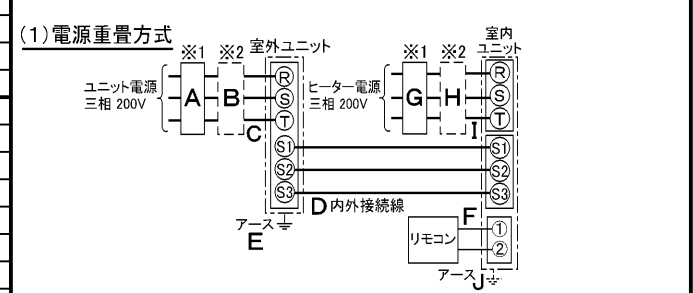 (1)電源重畳方式
※1 ※2 室外ユニット
ユニット電源
三相 200V
A B C
R
S
T
S1
S2
S3
アース
E
D 内外接続線
※1 ※2 室内
ユニット
ヒーター電源
三相 200V
G H I
R
S
T
S1
S2
S3
F
リモコン
①
②
アース J